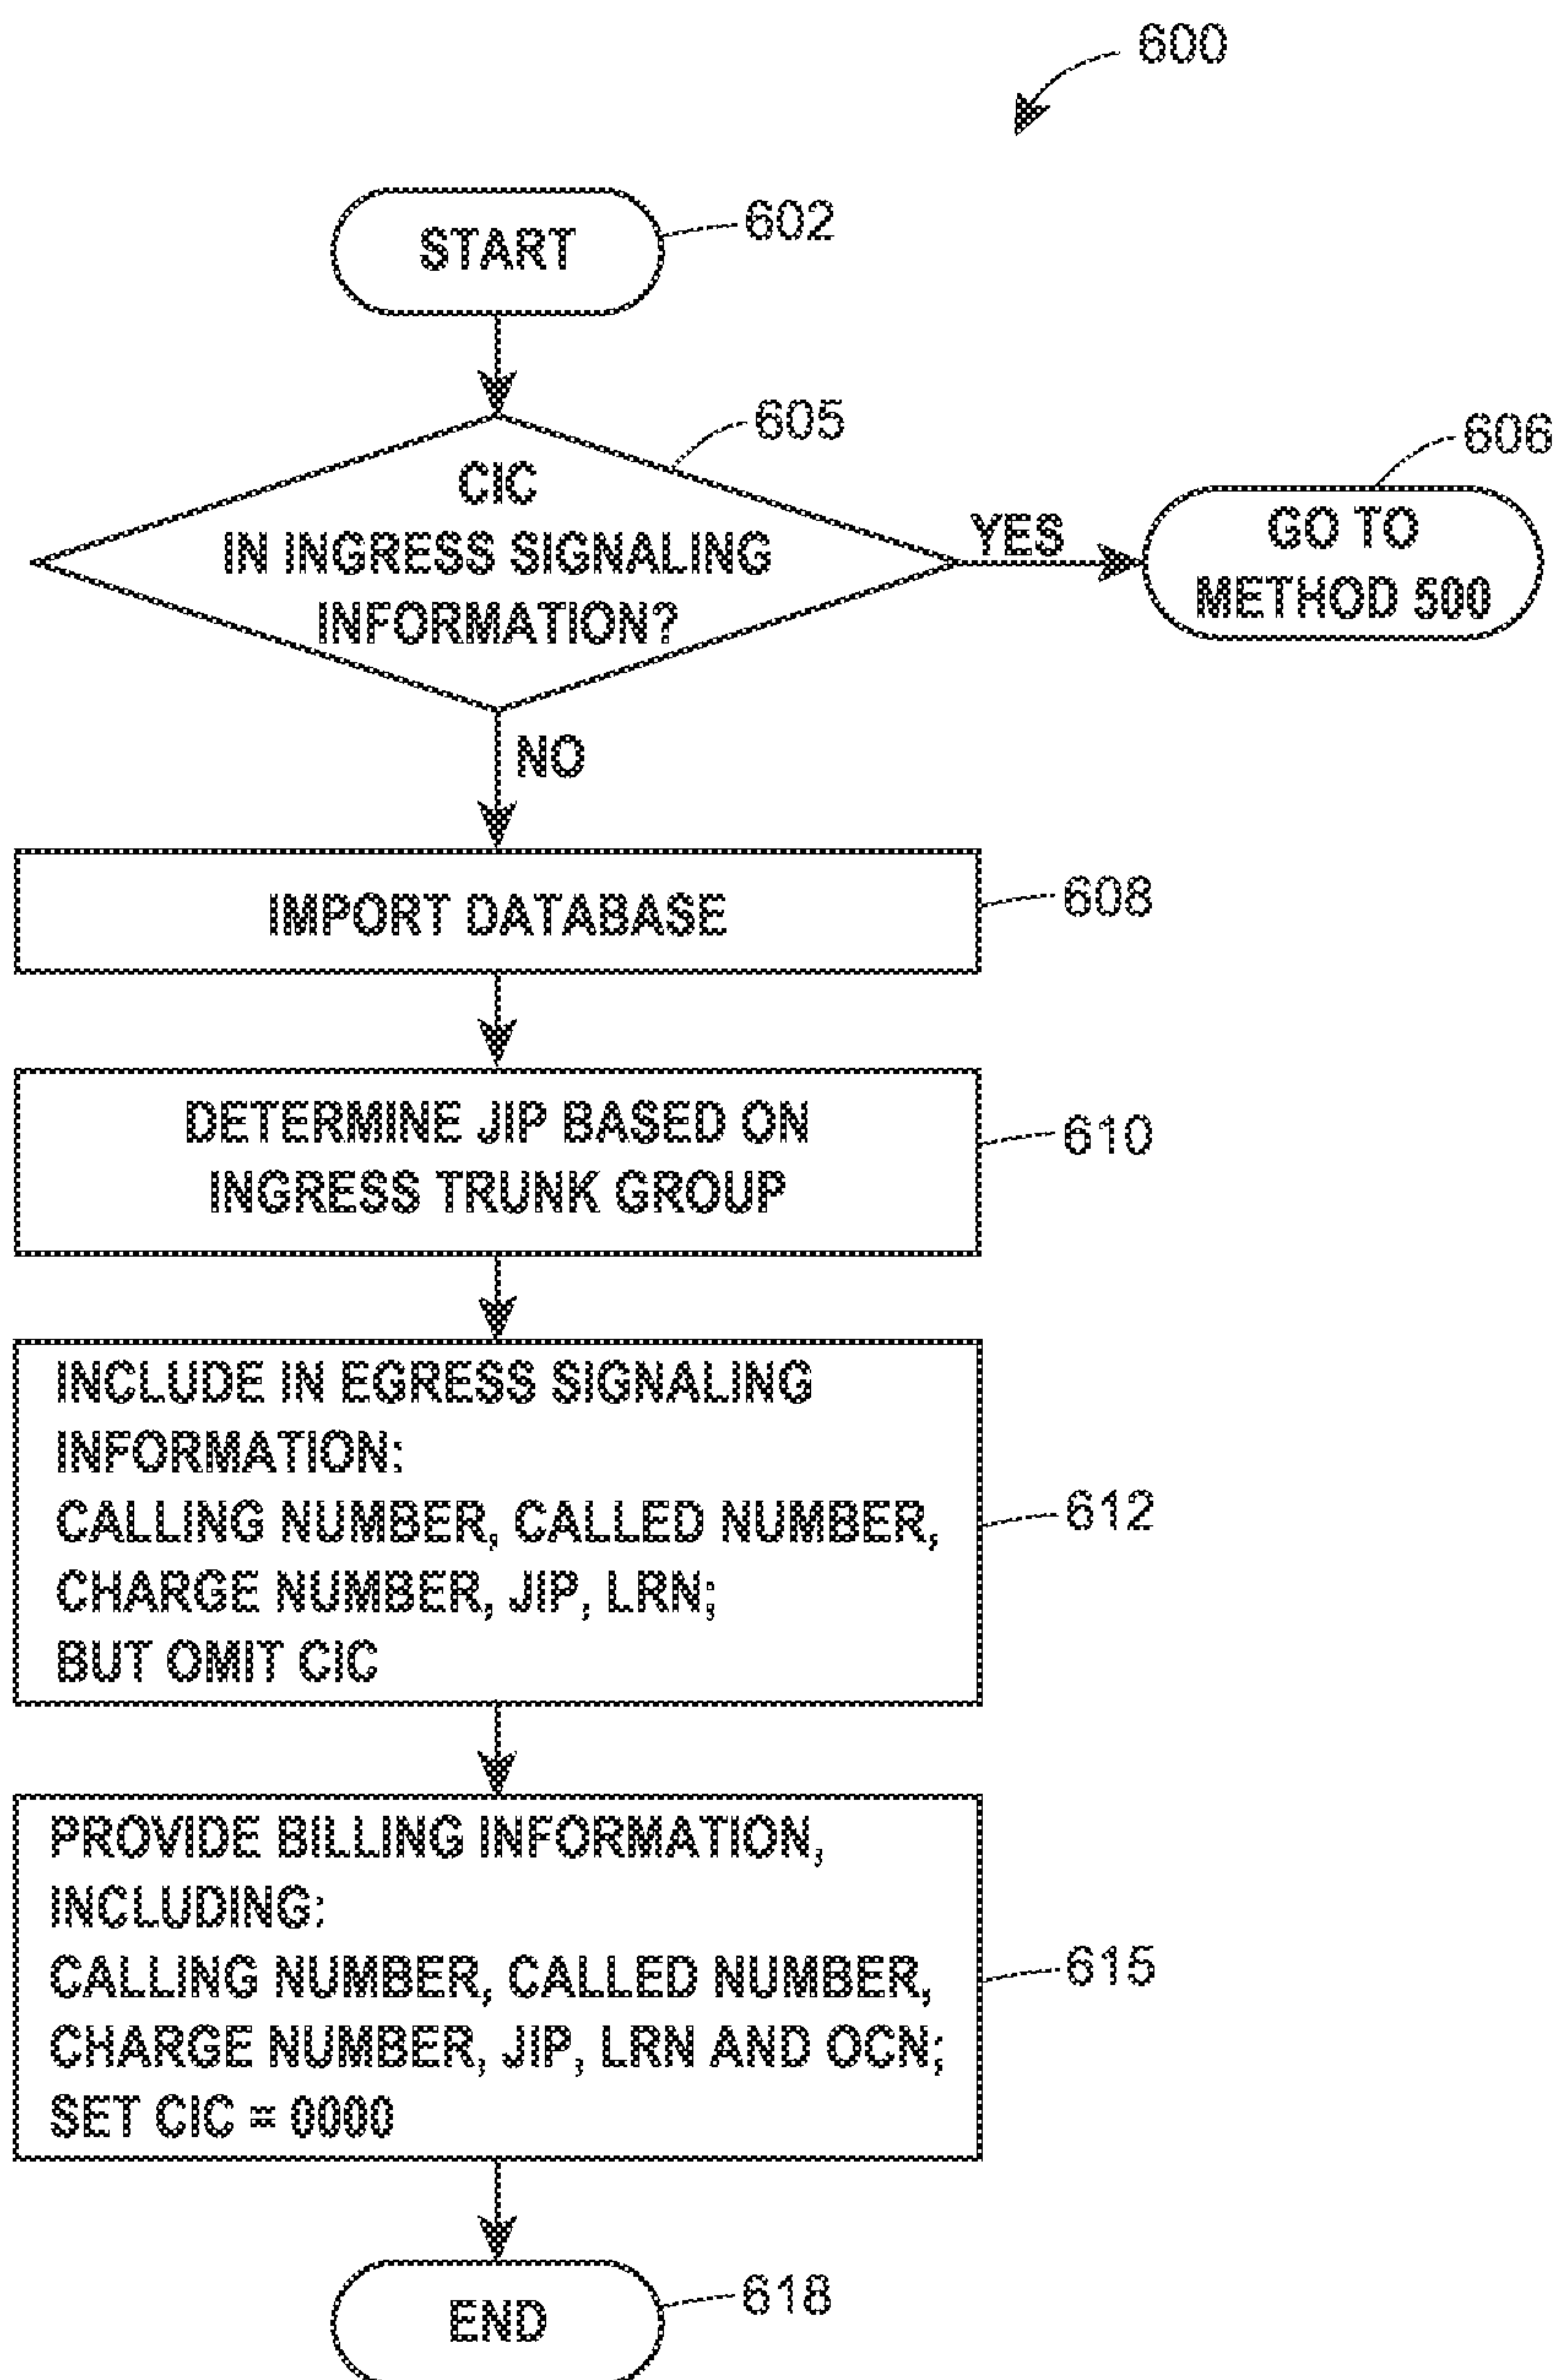 600
START
602
605
CIC
IN INGRESS SIGNALING
INFORMATION?
YES
606
GO TO
METHOD 500
NO
IMPORT DATABASE
608
DETERMINE JIP BASED ON
INGRESS TRUNK GROUP
610
INCLUDE IN EGRESS SIGNALING
INFORMATION:
CALLING NUMBER, CALLED NUMBER,
CHARGE NUMBER, JIP, LRN;
BUT OMIT CIC
612
PROVIDE BILLING INFORMATION,
INCLUDING:
CALLING NUMBER, CALLED NUMBER,
CHARGE NUMBER, JIP, LRN AND OCN;
SET CIC = 0000
615
END
618